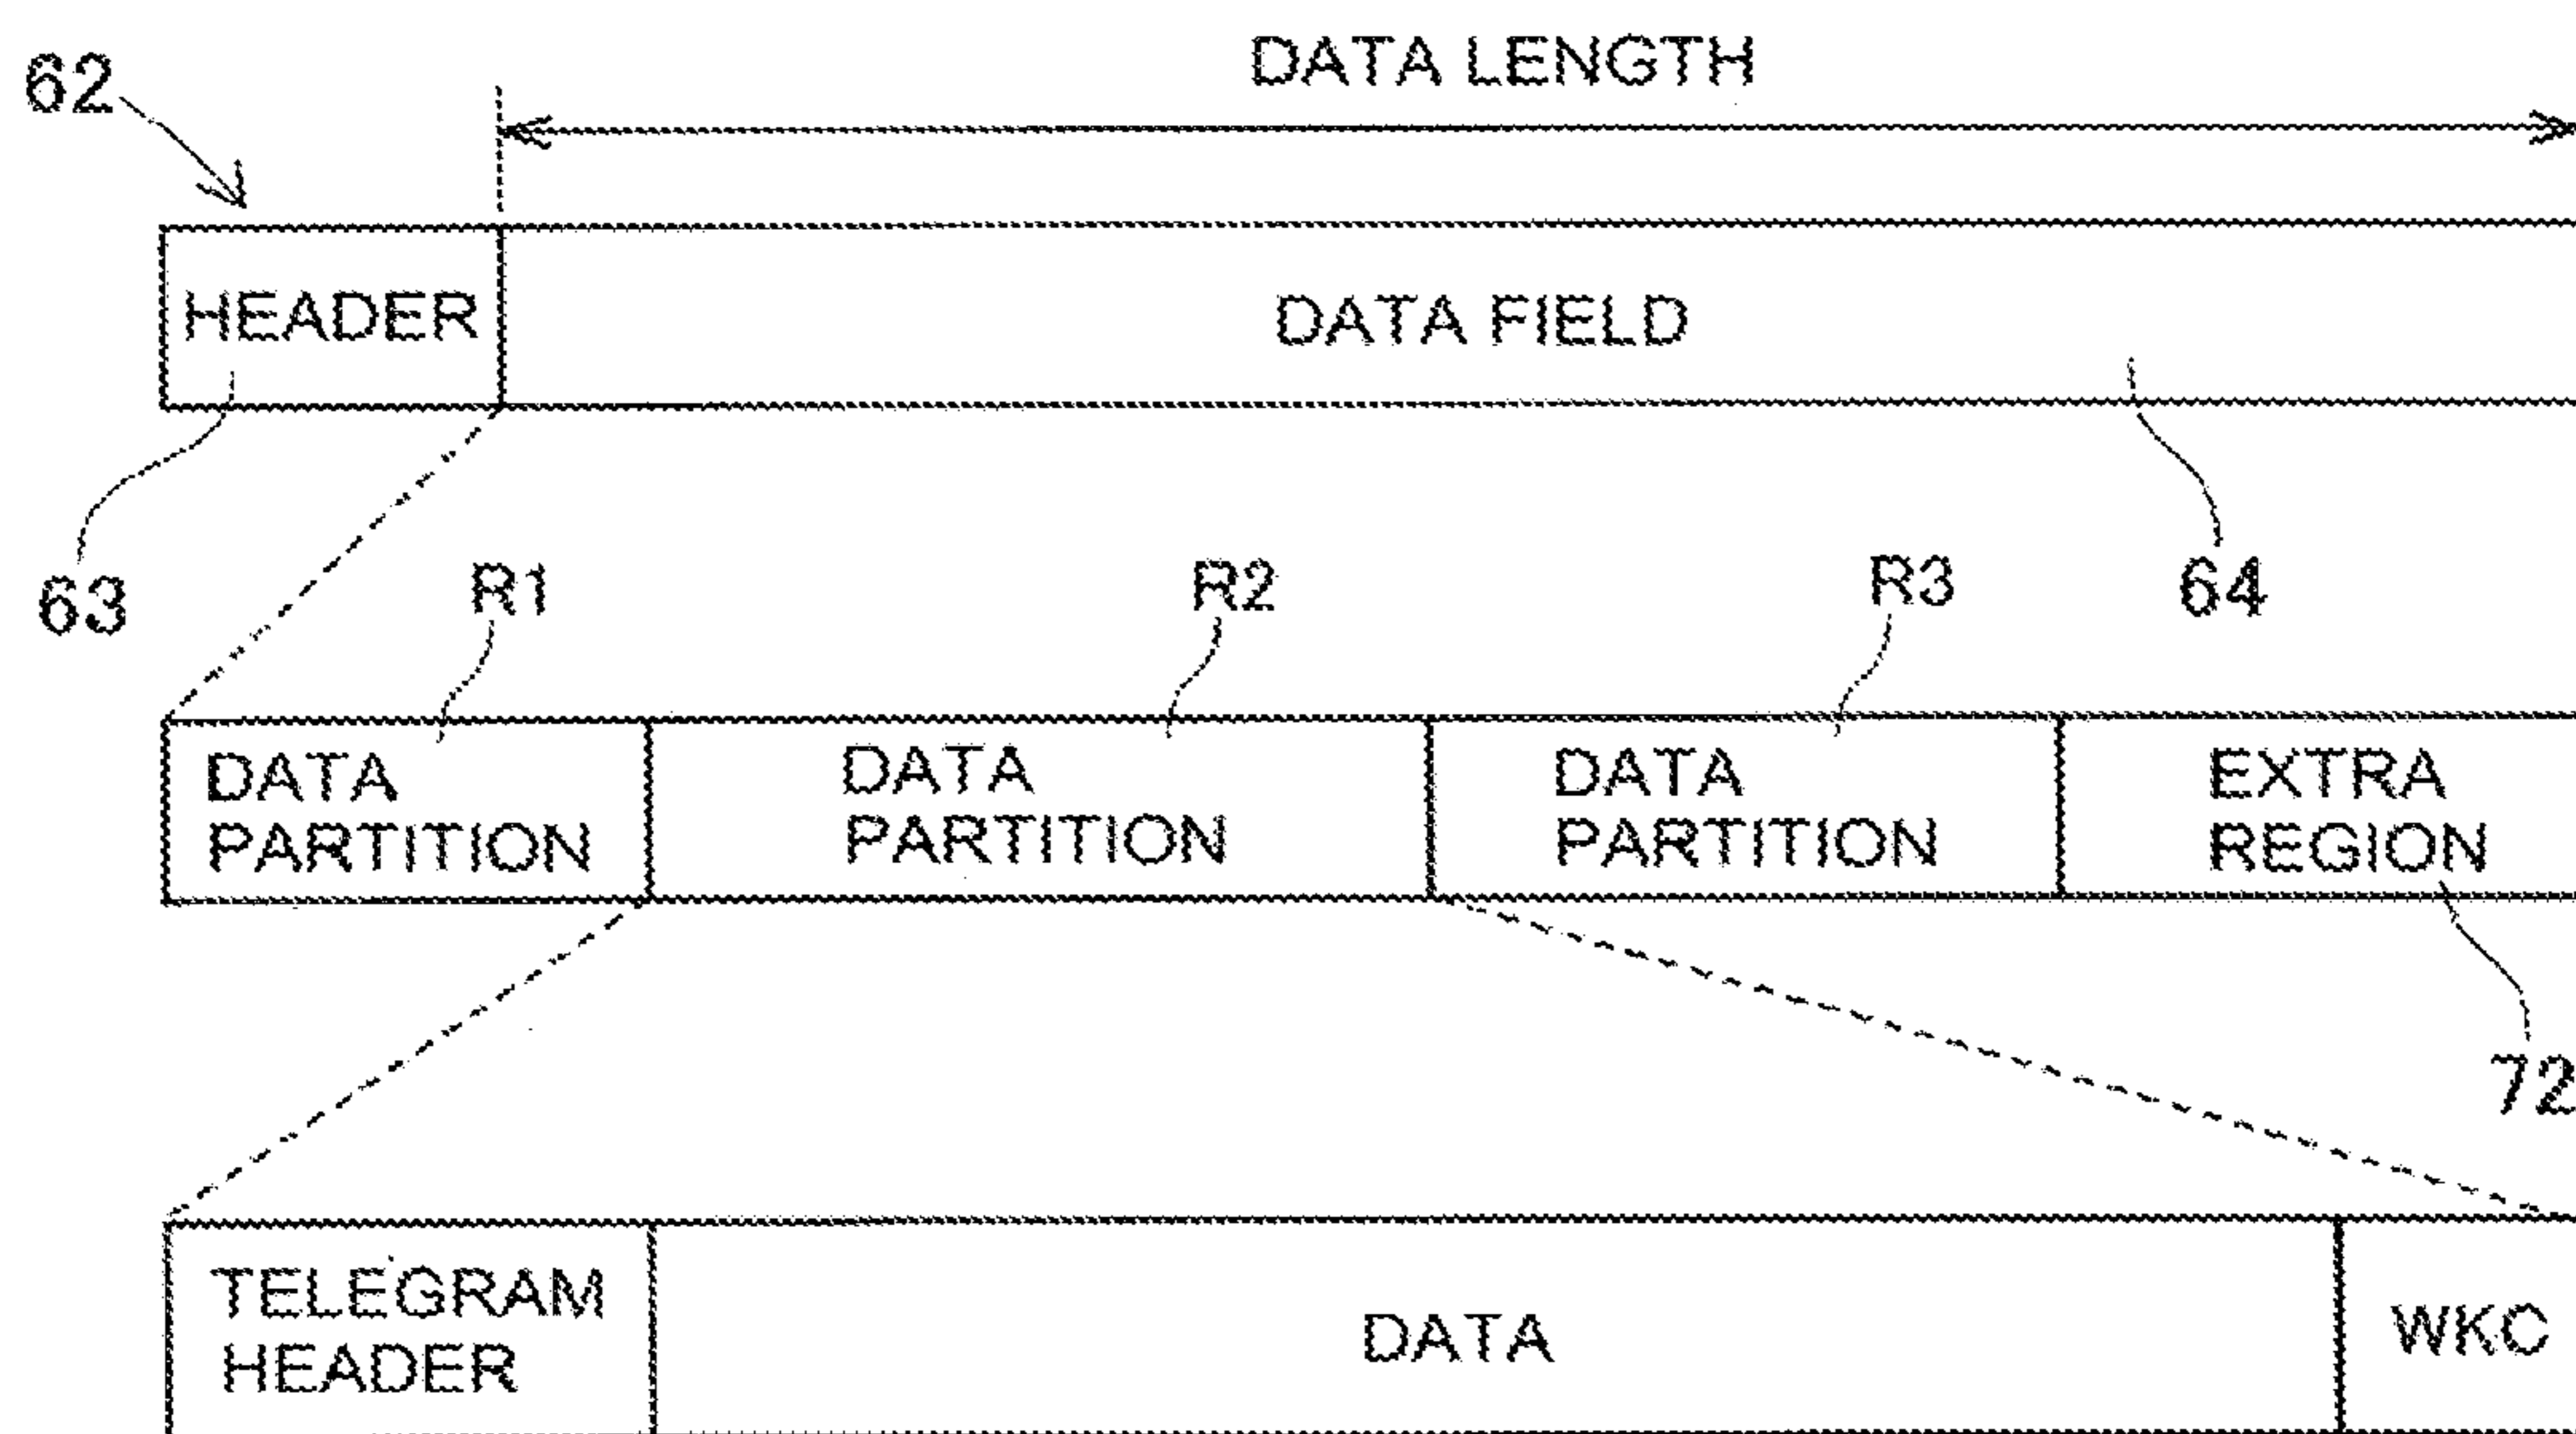 DATA LENGTH
62
HEADER
DATA FIELD
63
R1
R2
R3
64
DATA
PARTITION
DATA
PARTITION
DATA
PARTITION
EXTRA
REGION
72
TELEGRAM
HEADER
DATA
WKC